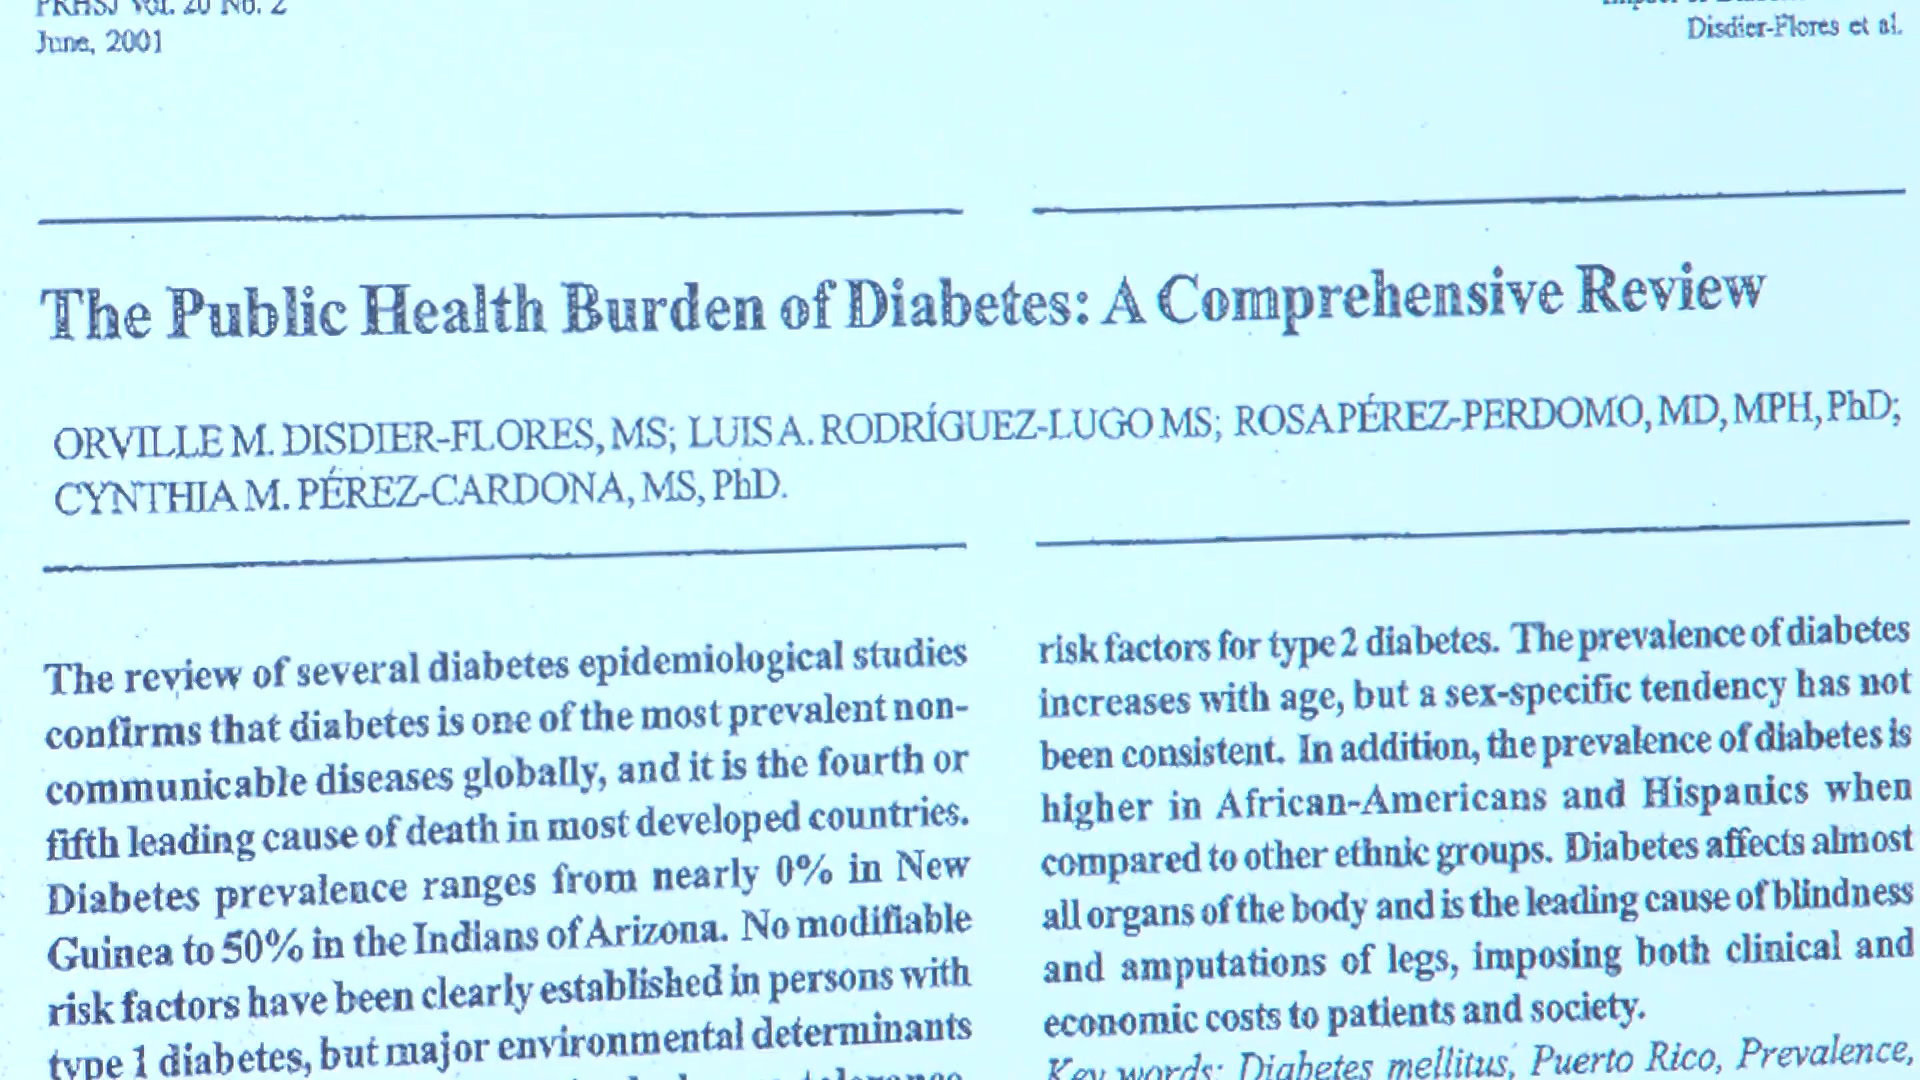 PRHSJ Vol. 20 No. 2
June, 2001
Disdier-Flores et al.
The Public Health Burden of Diabetes: A Comprehensive Review
ORVILLE M. DISDIER-FLORES, MS; LUIS A. RODRÍGUEZ-LUGO MS; ROSA PÉREZ-PERDOMO, MD, MPH, PhD;
CYNTHIA M. PÉREZ-CARDONA, MS, PhD.
The review of several diabetes epidemiological studies
confirms that diabetes is one of the most prevalent non-
communicable diseases globally, and it is the fourth or
fifth leading cause of death in most developed countries.
Diabetes prevalence ranges from nearly 0% in New
Guinea to 50% in the Indians of Arizona. No modifiable
risk factors have been clearly established in persons with
type 1 diabetes, but major environmental determinants
risk factors for type 2 diabetes. The prevalence of diabetes
increases with age, but a sex-specific tendency has not
been consistent. In addition, the prevalence of diabetes is
higher in African-Americans and Hispanics when
compared to other ethnic groups. Diabetes affects almost
all organs of the body and is the leading cause of blindness
and amputations of legs, imposing both clinical and
economic costs to patients and society.
Key words: Diabetes mellitus, Puerto Rico, Prevalence,